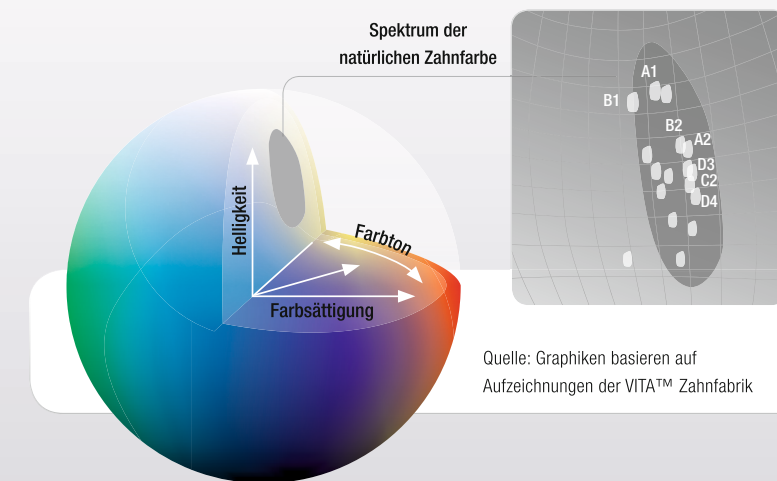 Spektrum der
natürlichen Zahnfarbe
A1
B1
B2
A2
D3
C2
D4
Helligkeit
Farbton
Farbsättigung
Quelle: Graphiken basieren auf
Aufzeichnungen der VITA™ Zahnfabrik